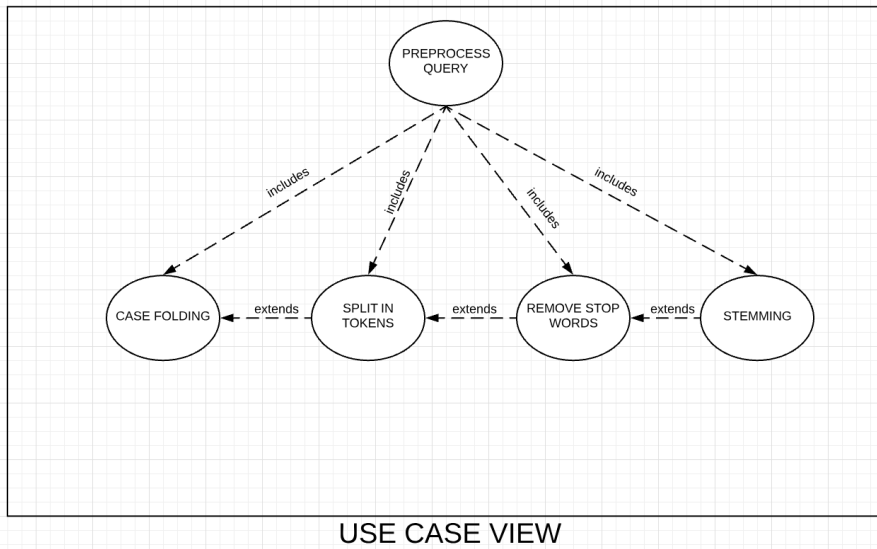 PREPROCESS
QUERY
includes
includes
includes
includes
CASE FOLDING
extends
SPLIT IN
TOKENS
extends
REMOVE STOP
WORDS
extends
STEMMING
USE CASE VIEW